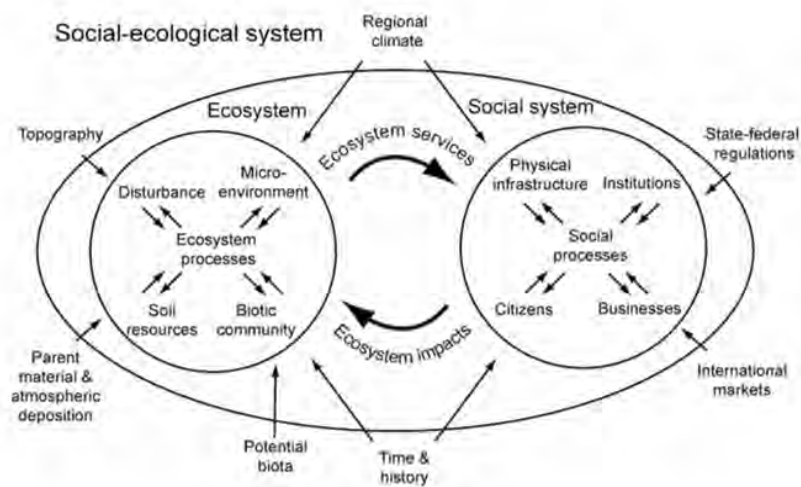 Social-ecological system
Regional
climate
Ecosystem
Social system
Topography
State-federal
regulations
Ecosystem services
Disturbance
Micro-
environment
Ecosystem
processes
Soil
resources
Biotic
community
Physical
infrastructure
Institutions
Social
processes
Citizens
Businesses
Ecosystem impacts
Parent
material &
atmospheric
deposition
International
markets
Potential
biota
Time &
history